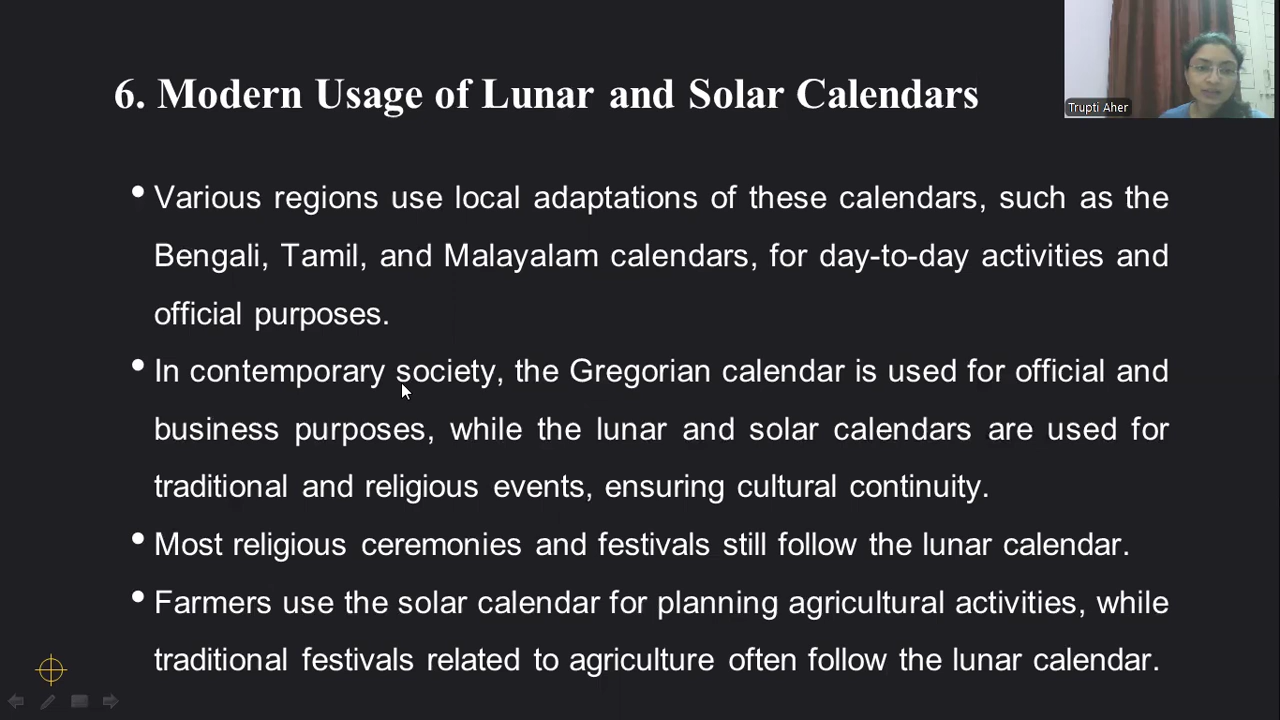 6. Modern Usage of Lunar and Solar Calendars
Trupti Aher
• Various regions use local adaptations of these calendars, such as the
Bengali, Tamil, and Malayalam calendars, for day-to-day activities and
official purposes.
• In contemporary society, the Gregorian calendar is used for official and
business purposes, while the lunar and solar calendars are used for
traditional and religious events, ensuring cultural continuity.
• Most religious ceremonies and festivals still follow the lunar calendar.
• Farmers use the solar calendar for planning agricultural activities, while
traditional festivals related to agriculture often follow the lunar calendar.